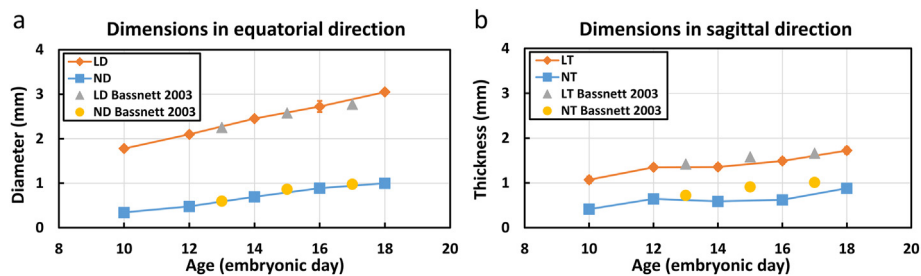 a
Dimensions in equatorial direction
4
3
2
1
0
Diameter (mm)
LD
ND
LD Bassnett 2003
ND Bassnett 2003
8 10 12 14 16 18 20
Age (embryonic day)
b
Dimensions in sagittal direction
4
3
2
1
0
Thickness (mm)
LT
NT
LT Bassnett 2003
NT Bassnett 2003
8 10 12 14 16 18 20
Age (embryonic day)